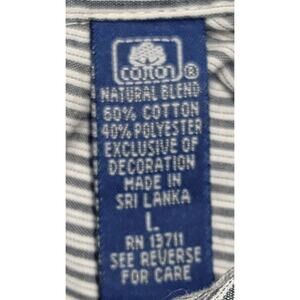 cotton ®
NATURAL BLEND
60% COTTON
40% POLYESTER
EXCLUSIVE OF
DECORATION
MADE IN
SRI LANKA
L
RN 13711
SEE REVERSE
FOR CARE